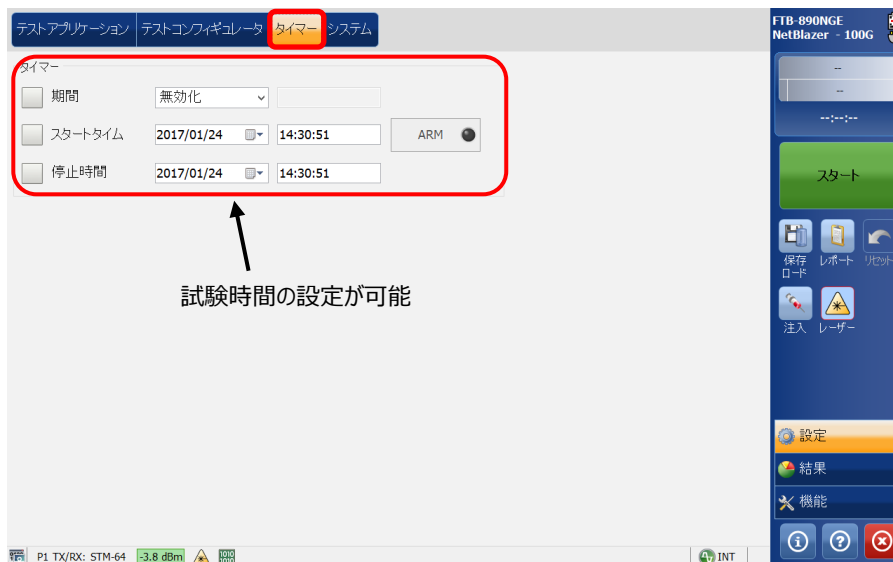 テストアプリケーション テストコンフィギュレータ タイマー システム
タイマー
期間 無効化
スタートタイム 2017/01/24 14:30:51 ARM
停止時間 2017/01/24 14:30:51
試験時間の設定が可能
FTB-890NGE
NetBlazer - 100G
--
--
--:--:--
スタート
保存
ロード
レポート
リセット
注入
レーザー
設定
結果
機能
P1 TX/RX: STM-64 -3.8 dBm
1010
1010
INT